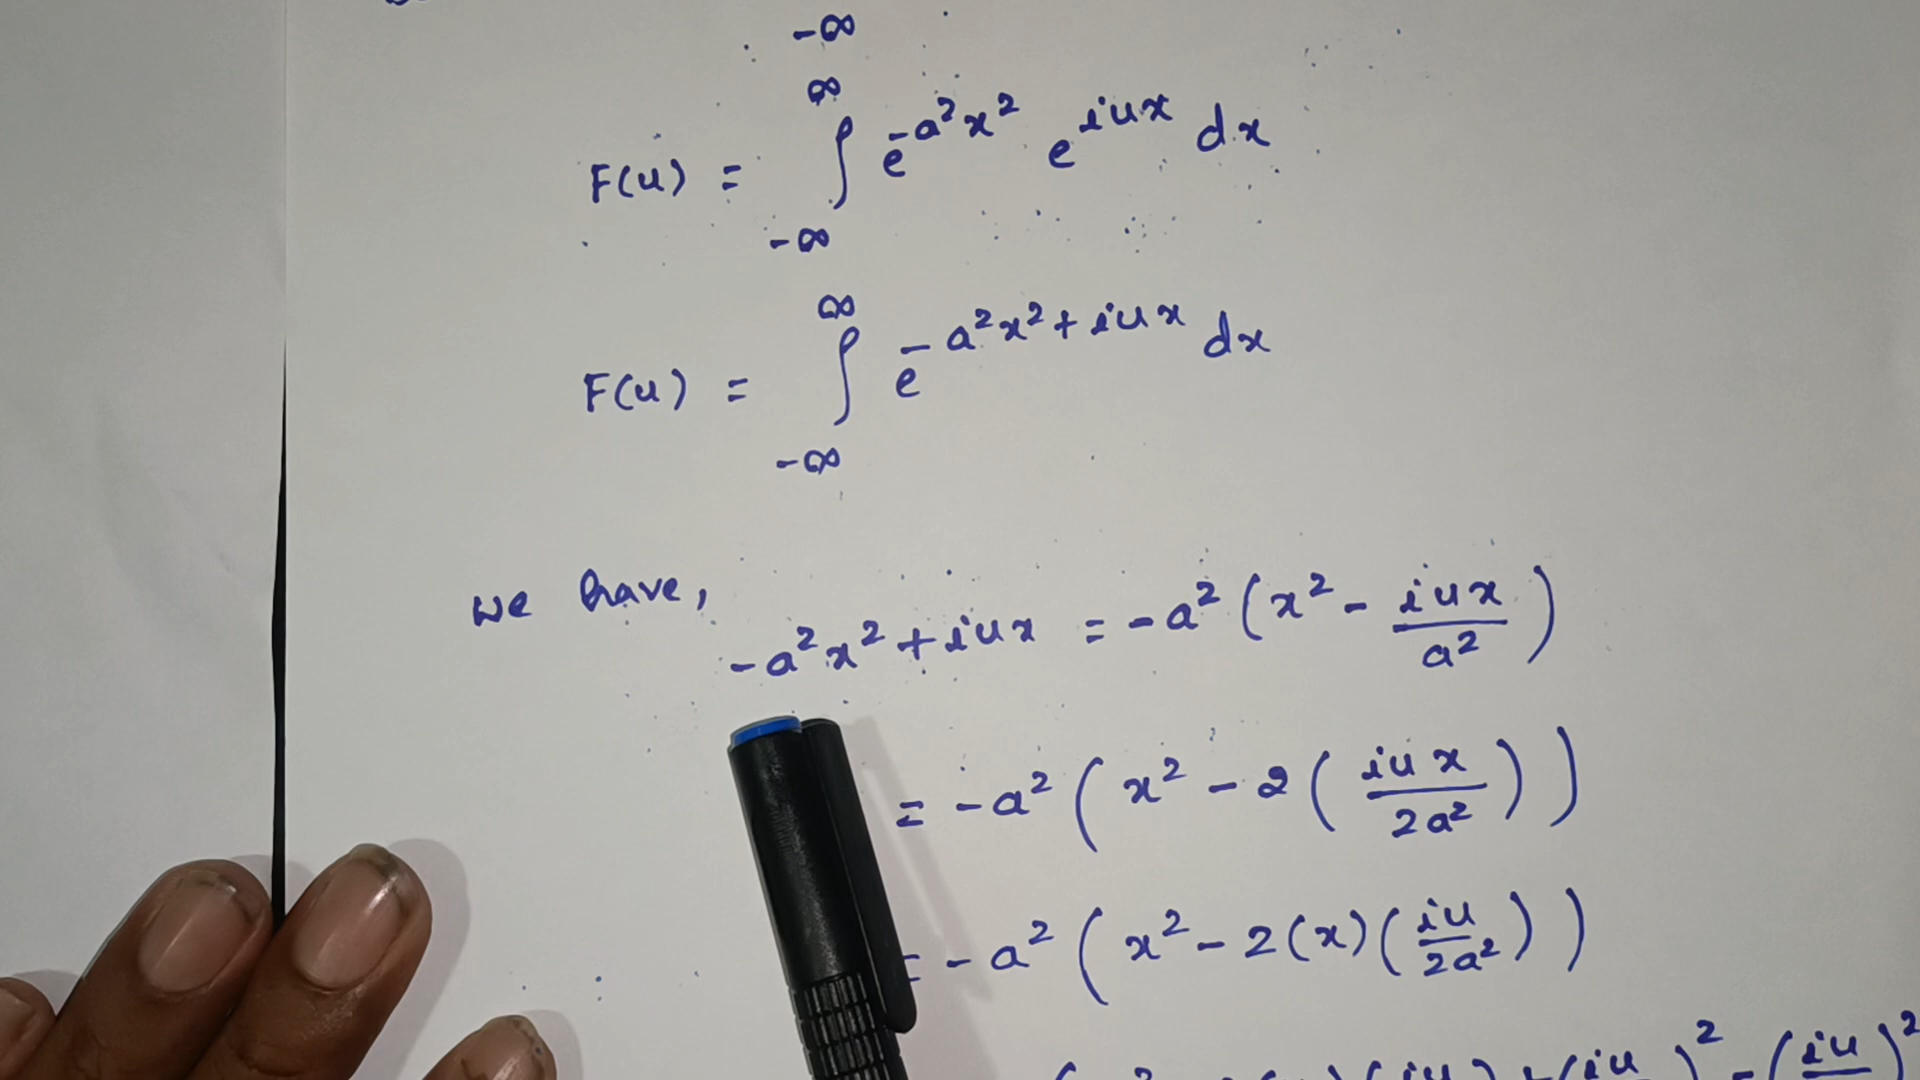 -∞
F(u) = ∫_{-∞}^{∞} e^{-a²x²} e^{iux} dx
F(u) = ∫_{-∞}^{∞} e^{-a²x²+iux} dx
we have,
-a²x²+iux = -a² (x² - iux/a²)
= -a² (x² - 2(iux/2a²))
= -a² (x² - 2(x)(iu/2a²))